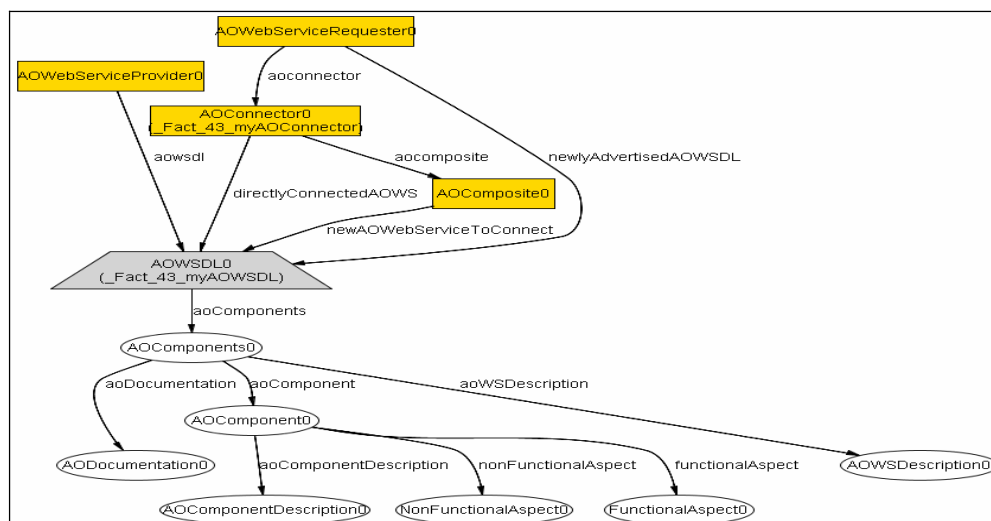 AOWebServiceRequester0
AOWebServiceProvider0
aoconnector
AOConnector0
(_Fact_43_myAOConnector)
aowsdl
aocomposite
newlyAdvertisedAOWSDL
directlyConnectedAOWS
AOComposite0
newAOWebServiceToConnect
AOWSDL0
(_Fact_43_myAOWSDL)
aoComponents
AOComponents0
aoDocumentation
aoComponent
aoWSDescription
AOComponent0
AODocumentation0
aoComponentDescription
nonFunctionalAspect
functionalAspect
AOWSDescription0
AOComponentDescription0
NonFunctionalAspect0
FunctionalAspect0